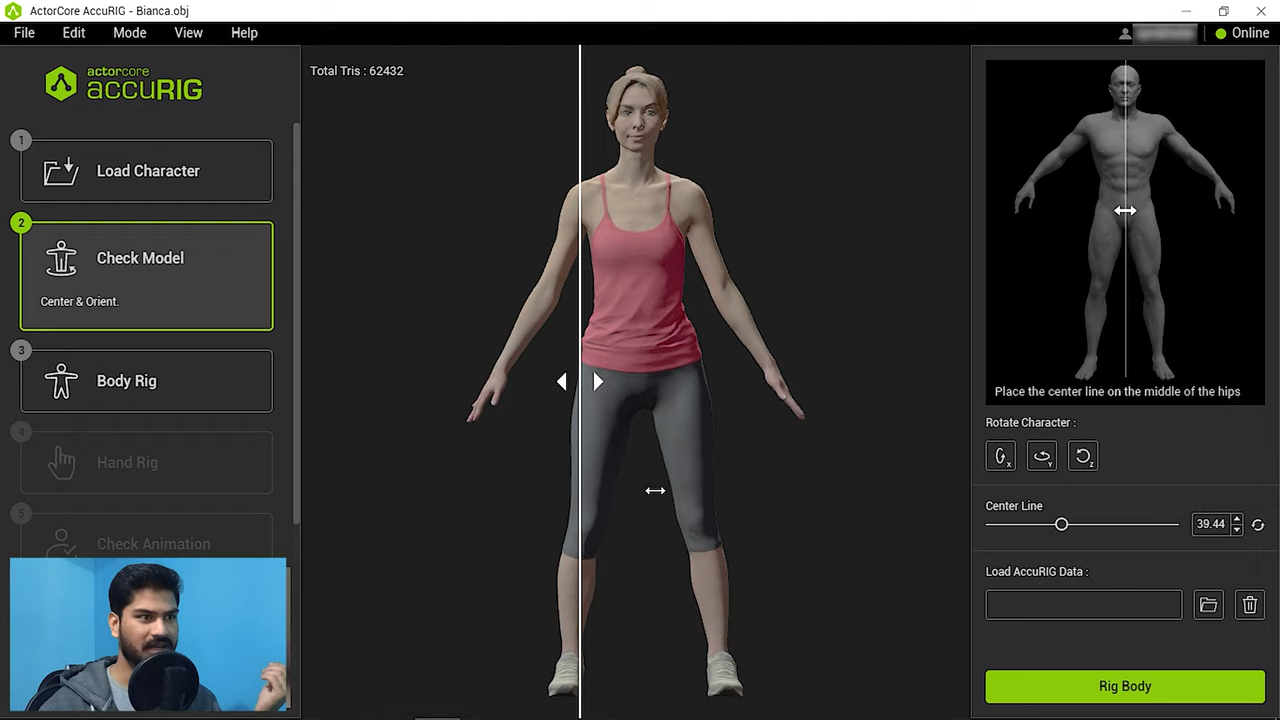 ActorCore AccuRIG - Bianca.obj
File Edit Mode View Help
Online
actorcore
accuRIG
Total Tris : 62432
1
Load Character
2
Check Model
Center & Orient.
3
Body Rig
4
Hand Rig
5
Check Animation
Place the center line on the middle of the hips
Rotate Character :
X Y Z
Center Line
39.44
Load AccuRIG Data :
Rig Body